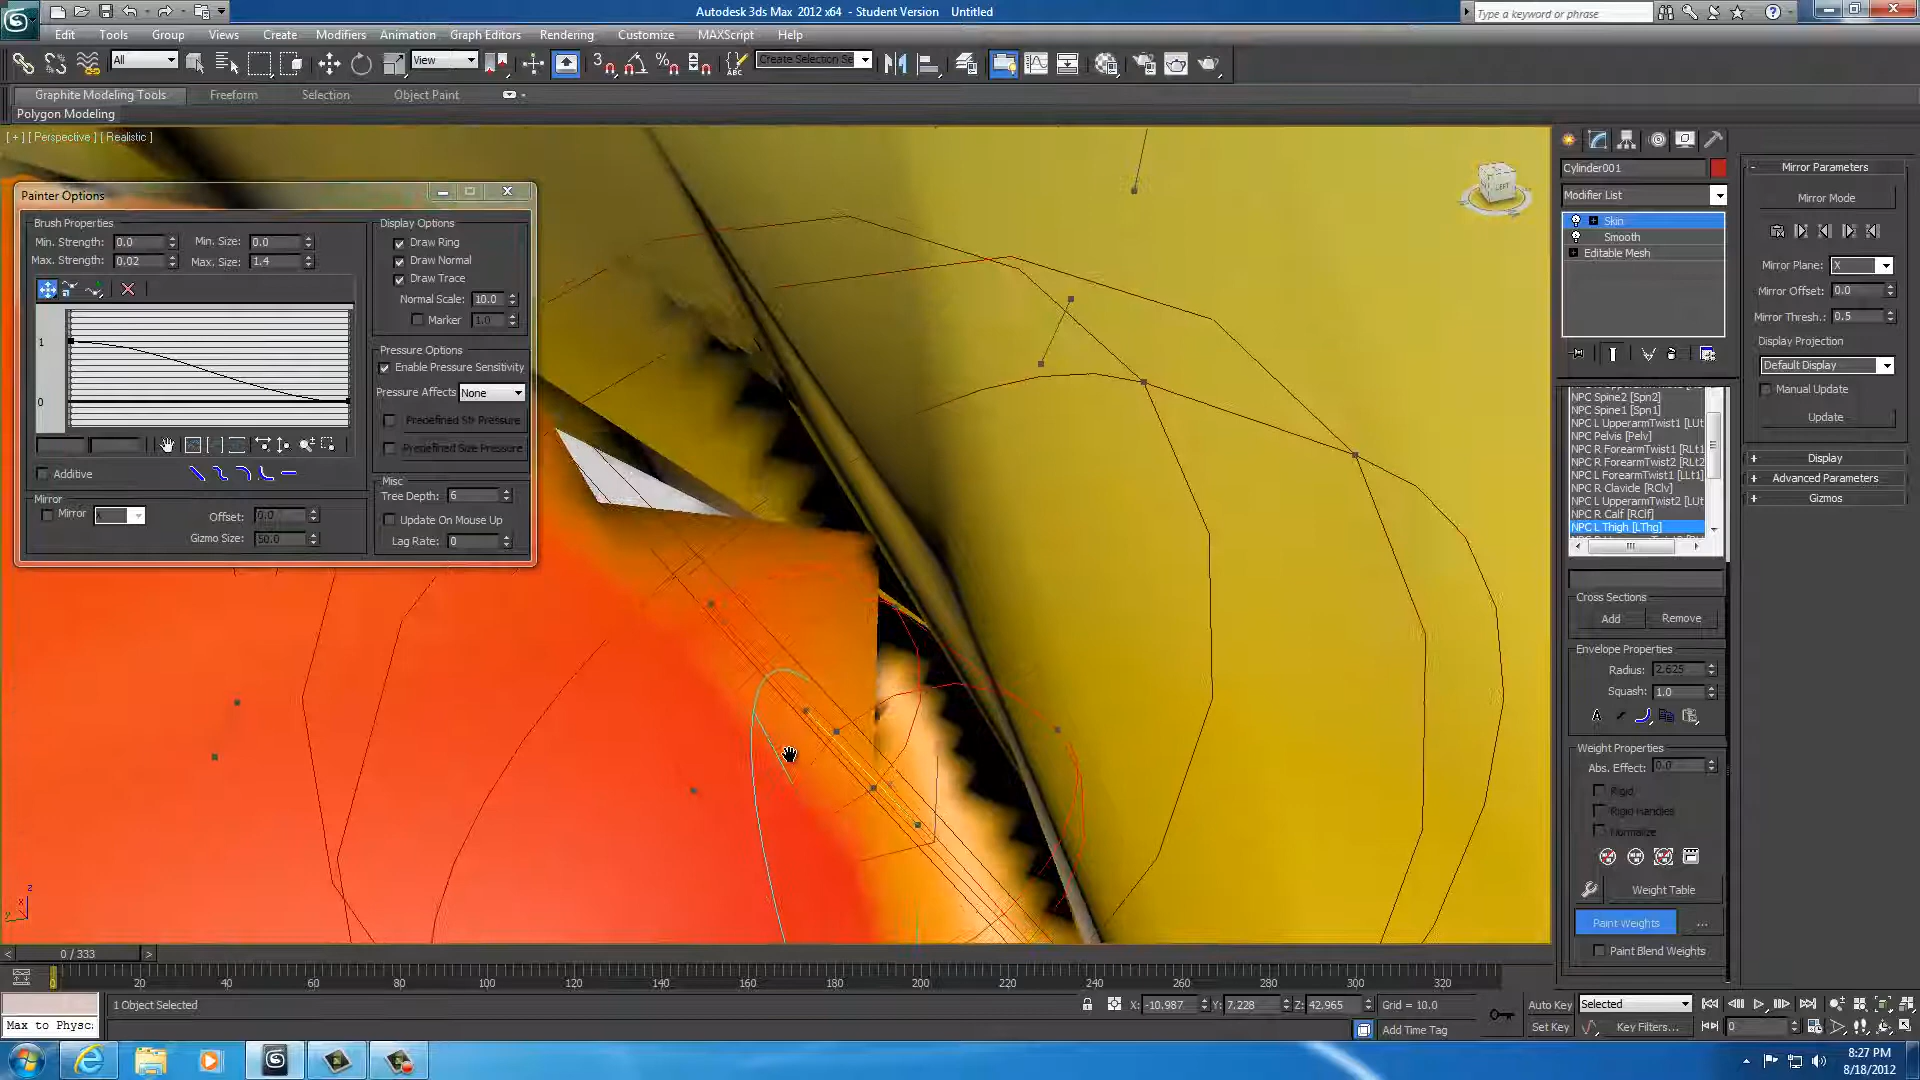 Autodesk 3ds Max 2012 x64 - Student Version Untitled
Type a keyword or phrase
Edit Tools Group Views Create Modifiers Animation Graph Editors Rendering Customize MAXScript Help
All View Create Selection Se
Graphite Modeling Tools Freeform Selection Object Paint
Polygon Modeling
[ + ] [ Perspective ] [ Realistic ]
Painter Options
Brush Properties
Min. Strength: 0.0 Min. Size: 0.0
Max. Strength: 0.02 Max. Size: 1.4
1
0
Additive
Mirror
Mirror Offset: 0.0
Gizmo Size: 50.0
Display Options
Draw Ring
Draw Normal
Draw Trace
Normal Scale: 10.0
Marker 1.0
Pressure Options
Enable Pressure Sensitivity
Pressure Affects None
Predefined Str Pressure
Predefined Size Pressure
Misc
Tree Depth: 6
Update On Mouse Up
Lag Rate: 0
LEFT
Cylinder001
Modifier List
Skin
Smooth
Editable Mesh
NPC Spine2 [Spn2]
NPC Spine1 [Spn1]
NPC L UpperarmTwist1 [LUt
NPC Pelvis [Pelv]
NPC R ForearmTwist1 [RLt1
NPC R ForearmTwist2 [RLt2
NPC L ForearmTwist1 [LLt1
NPC R Clavicle [RClv]
NPC L UpperarmTwist2 [LUt
NPC R Calf [RClf]
NPC L Thigh [LThg]
Cross Sections
Add Remove
Envelope Properties
Radius: 2.625
Squash: 1.0
Weight Properties
Abs. Effect: 0.0
Rigid
Rigid Handles
Normalize
Weight Table
Paint Weights ...
Paint Blend Weights
Mirror Parameters
Mirror Mode
Mirror Plane: X
Mirror Offset: 0.0
Mirror Thresh.: 0.5
Display Projection
Default Display
Manual Update
Update
Display
Advanced Parameters
Gizmos
0 / 333
20 40 60 80 100 120 140 160 180 200 220 240 260 280 300 320
1 Object Selected X: -10.987 Y: 7.228 Z: 42.965 Grid = 10.0 Auto Key Selected
Max to Physc: Add Time Tag Set Key Key Filters... 0
8:27 PM
8/18/2012